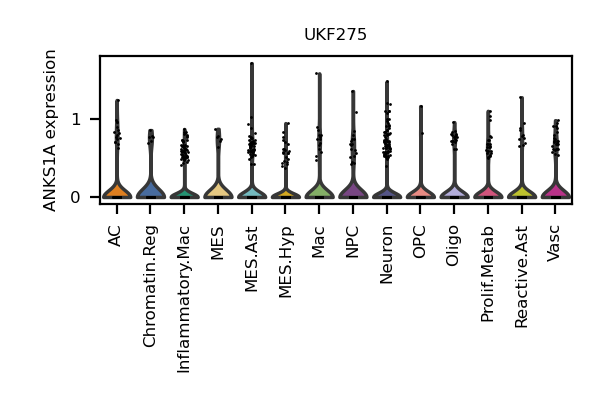 UKF275
ANKS1A expression
1
0
AC
Chromatin.Reg
Inflammatory.Mac
MES
MES.Ast
MES.Hyp
Mac
NPC
Neuron
OPC
Oligo
Prolif.Metab
Reactive.Ast
Vasc